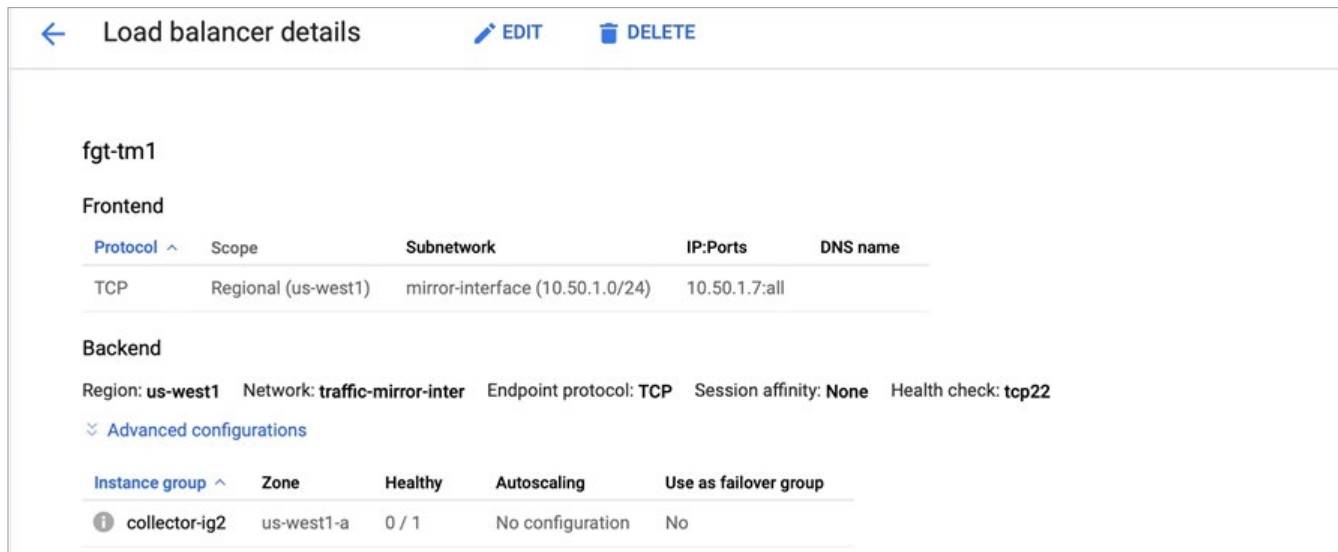 Load balancer details EDIT DELETE
fgt-tm1
Frontend
Protocol Scope Subnetwork IP:Ports DNS name
TCP Regional (us-west1) mirror-interface (10.50.1.0/24) 10.50.1.7:all
Backend
Region: us-west1 Network: traffic-mirror-inter Endpoint protocol: TCP Session affinity: None Health check: tcp22
Advanced configurations
Instance group Zone Healthy Autoscaling Use as failover group
collector-ig2 us-west1-a 0 / 1 No configuration No